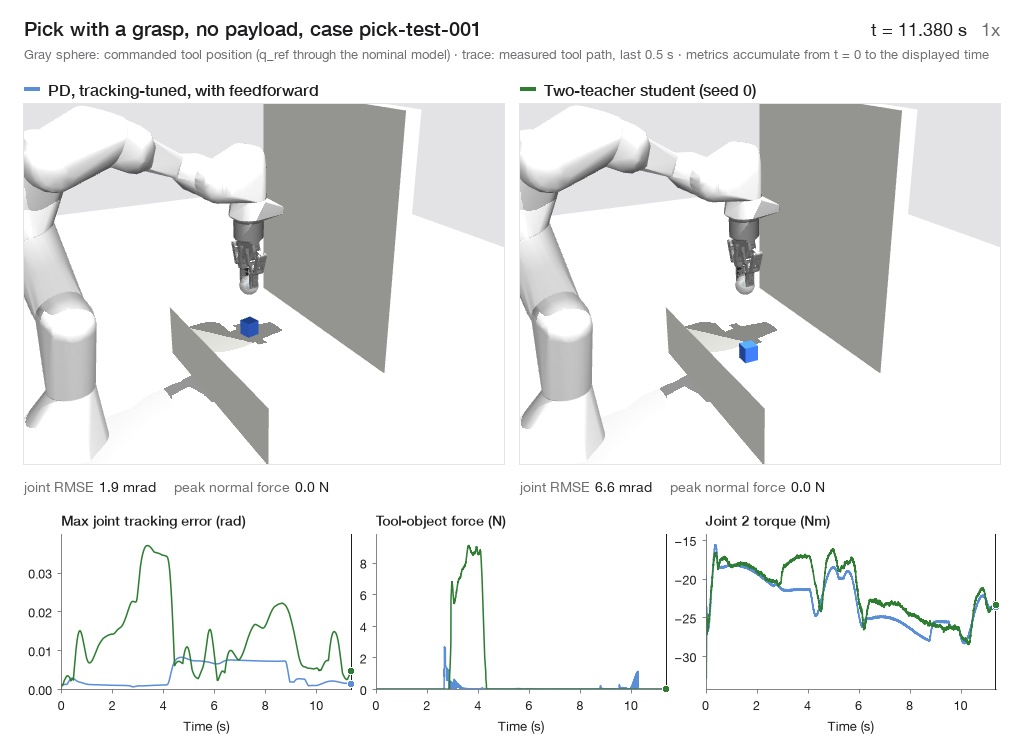 Pick with a grasp, no payload, case pick-test-001
t = 11.380 s 1x
Gray sphere: commanded tool position (q_ref through the nominal model) · trace: measured tool path, last 0.5 s · metrics accumulate from t = 0 to the displayed time
PD, tracking-tuned, with feedforward
Two-teacher student (seed 0)
joint RMSE 1.9 mrad peak normal force 0.0 N
joint RMSE 6.6 mrad peak normal force 0.0 N
Max joint tracking error (rad)
0.03
0.02
0.01
0.00
0 2 4 6 8 10
Time (s)
Tool-object force (N)
8
6
4
2
0
0 2 4 6 8 10
Time (s)
Joint 2 torque (Nm)
−15
−20
−25
−30
0 2 4 6 8 10
Time (s)